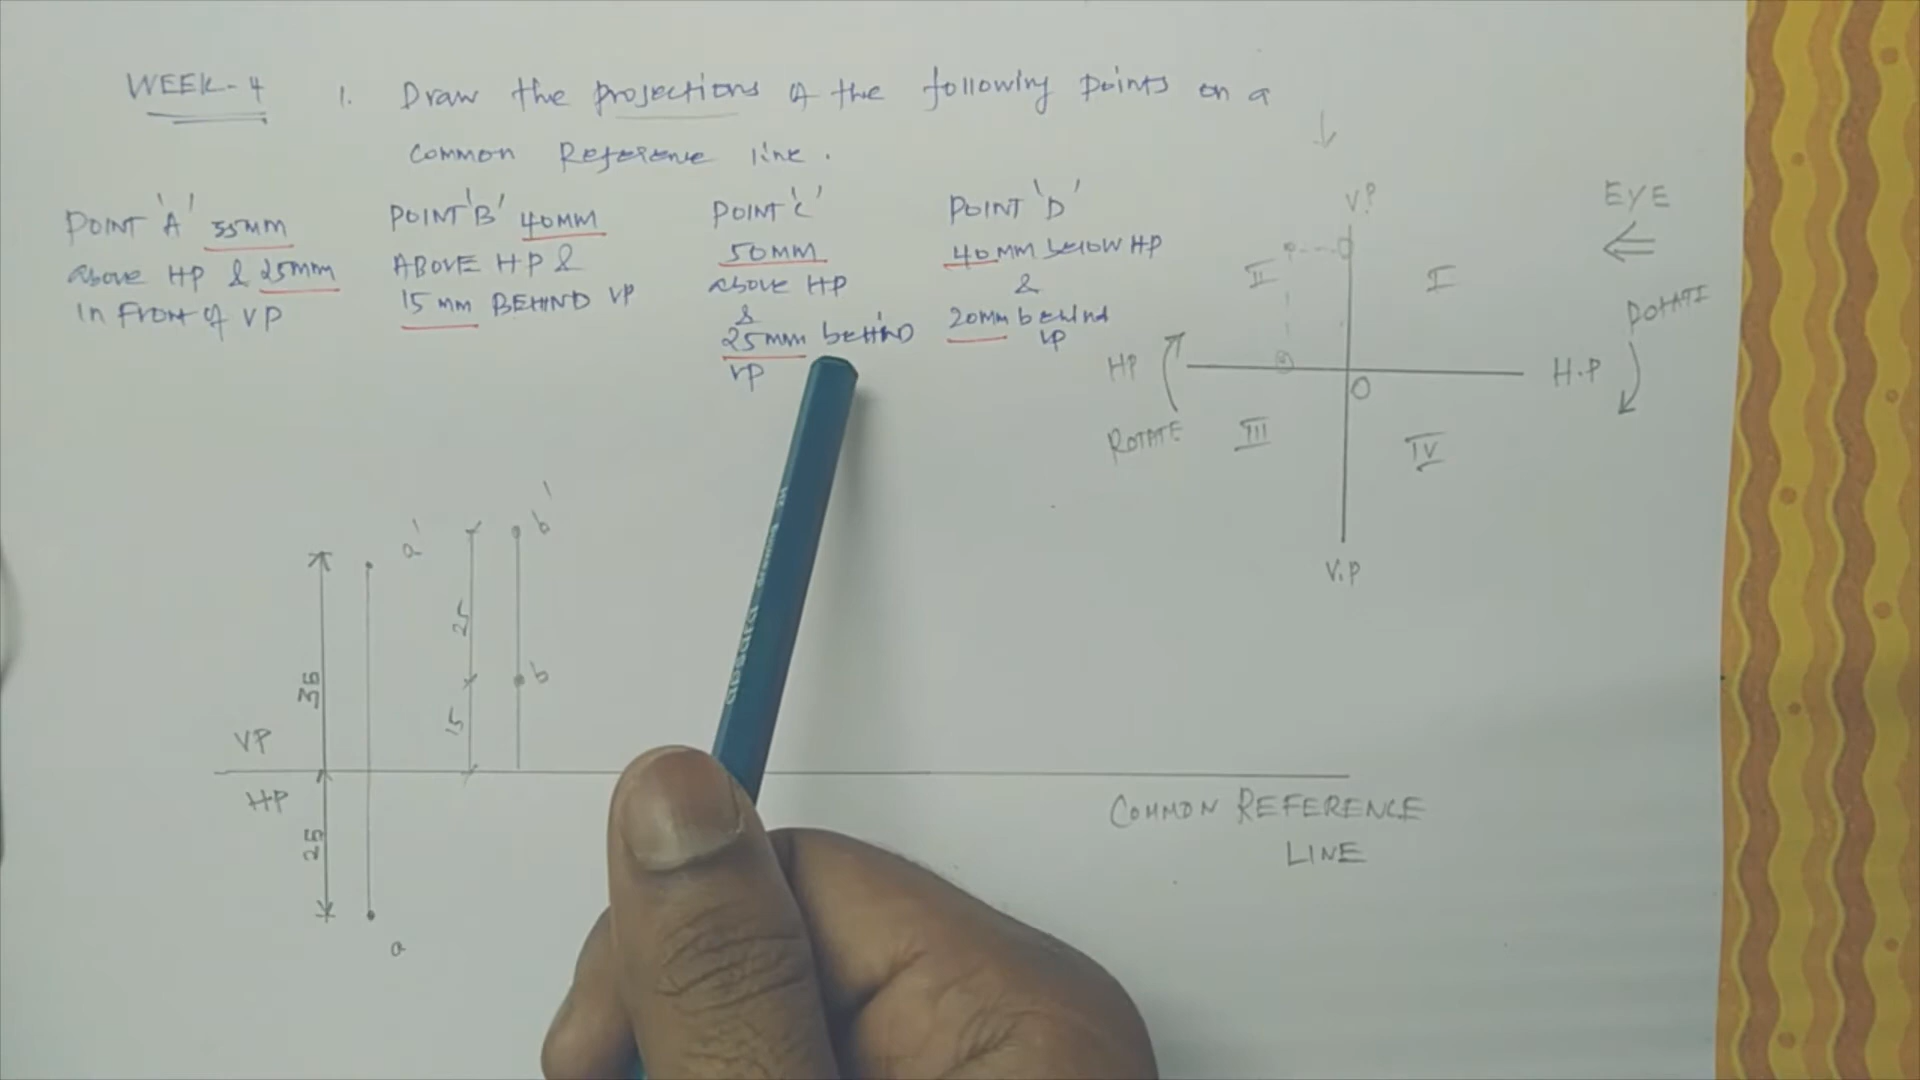 WEEK-4
1. Draw the projections of the following points on a
common Reference line.
POINT 'A' 35MM
above HP & 25mm
in Front of VP
POINT 'B' 40MM
ABOVE HP &
15 mm BEHIND VP
POINT 'C'
50MM
above HP
&
25mm behind
VP
POINT 'D'
40MM below HP
&
20mm behind
VP
V.P
EYE
II
I
ROTATE
HP
H.P
O
ROTATE
III
IV
V.P
a'
b'
25
b
35
15
VP
HP
25
a
COMMON REFERENCE
LINE